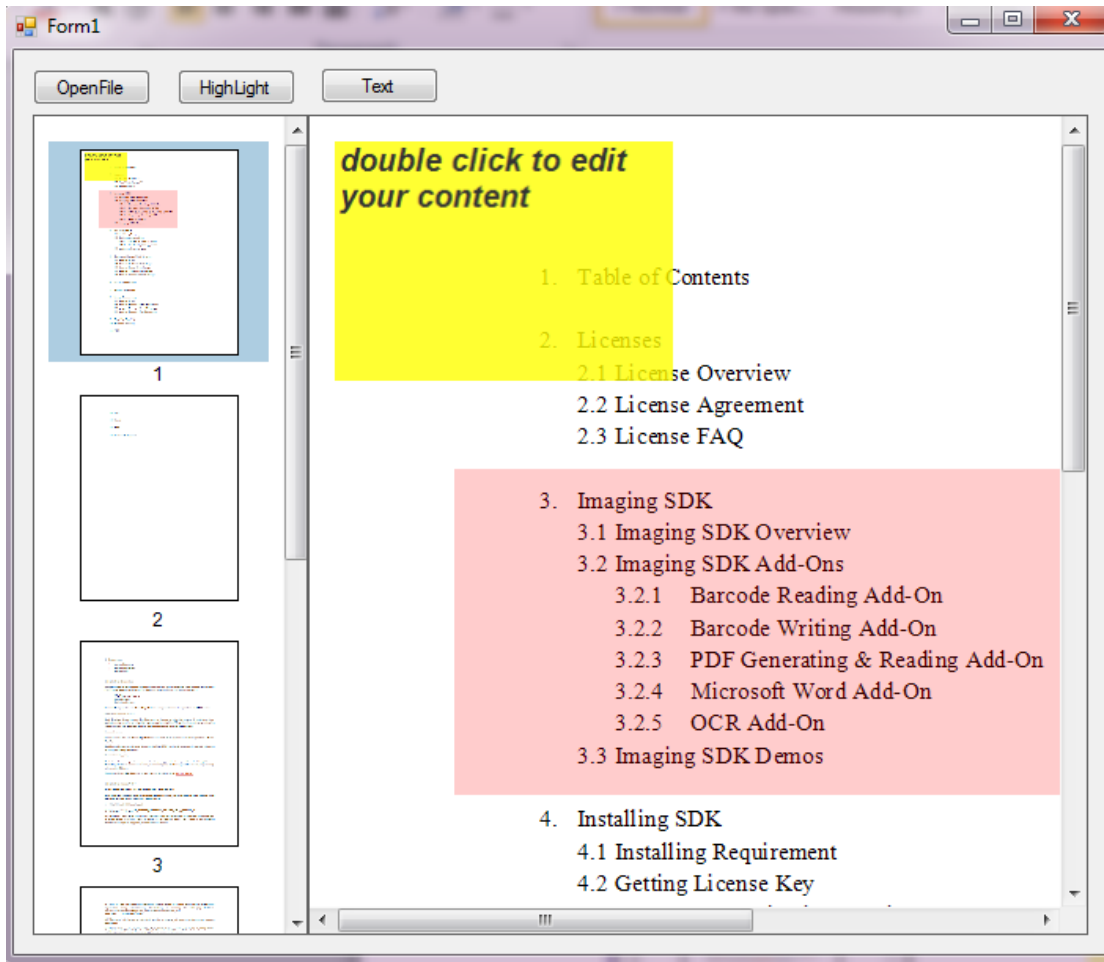 Form1
OpenFile
HighLight
Text
1
2
3
double click to edit
your content
1. Table of Contents
2. Licenses
2.1 License Overview
2.2 License Agreement
2.3 License FAQ
3. Imaging SDK
3.1 Imaging SDK Overview
3.2 Imaging SDK Add-Ons
3.2.1 Barcode Reading Add-On
3.2.2 Barcode Writing Add-On
3.2.3 PDF Generating & Reading Add-On
3.2.4 Microsoft Word Add-On
3.2.5 OCR Add-On
3.3 Imaging SDK Demos
4. Installing SDK
4.1 Installing Requirement
4.2 Getting License Key